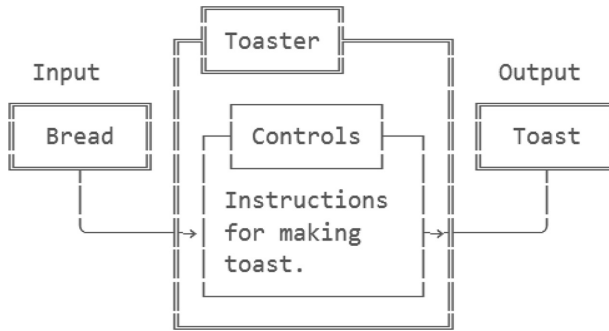 Toaster
Input
Output
Bread
Controls
Toast
Instructions
for making
toast.